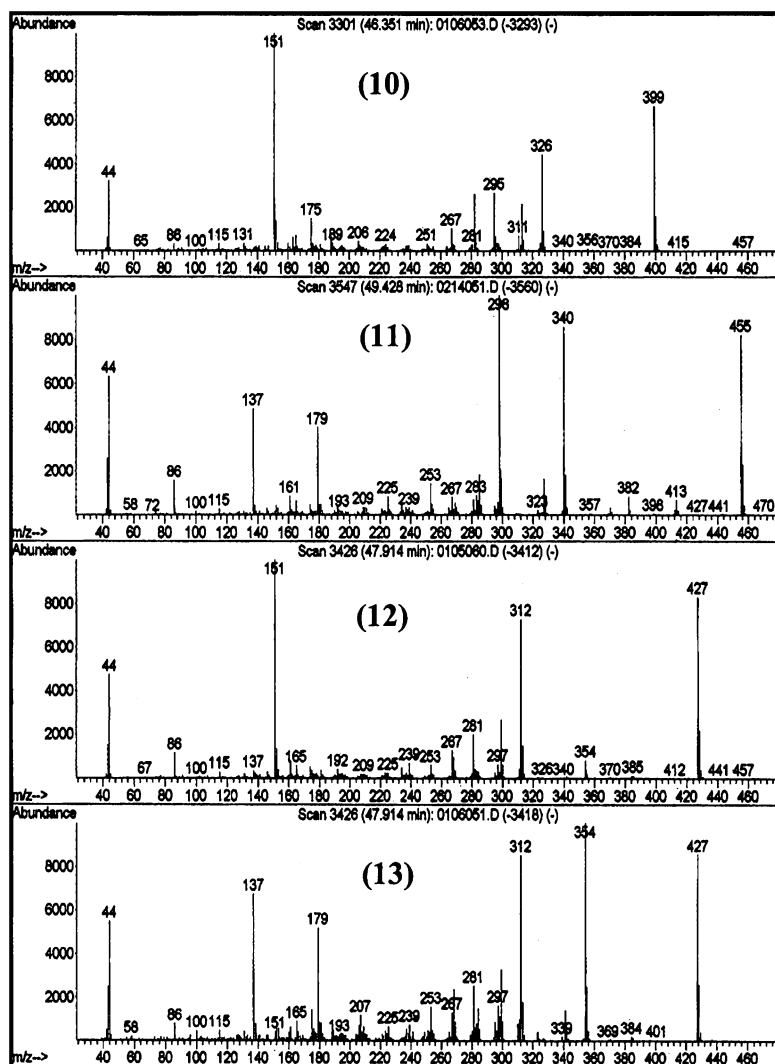 Abundance Scan 3301 (46.351 min): 0106053.D (-3293) (-)
(10)
8000
6000
4000
2000
44 65 86 100 115 131 151 175 189 206 224 251 267 281 295 311 326 340 356 370 384 399 415 457
m/z--> 40 60 80 100 120 140 160 180 200 220 240 260 280 300 320 340 360 380 400 420 440 460
Abundance Scan 3547 (49.428 min): 0214051.D (-3560) (-)
(11)
8000
6000
4000
2000
44 58 72 86 100 115 137 161 179 193 209 225 239 253 267 283 298 323 340 357 382 398 413 427 441 455 470
m/z--> 40 60 80 100 120 140 160 180 200 220 240 260 280 300 320 340 360 380 400 420 440 460
Abundance Scan 3426 (47.914 min): 0105060.D (-3412) (-)
(12)
8000
6000
4000
2000
44 67 86 100 115 137 151 165 192 209 225 239 253 267 281 297 312 326 340 354 370 385 412 427 441 457
m/z--> 40 60 80 100 120 140 160 180 200 220 240 260 280 300 320 340 360 380 400 420 440 460
Abundance Scan 3426 (47.914 min): 0106051.D (-3418) (-)
(13)
8000
6000
4000
2000
44 58 86 100 115 137 151 165 179 193 207 225 239 253 267 281 297 312 339 354 369 384 401 427
m/z--> 40 60 80 100 120 140 160 180 200 220 240 260 280 300 320 340 360 380 400 420 440 460